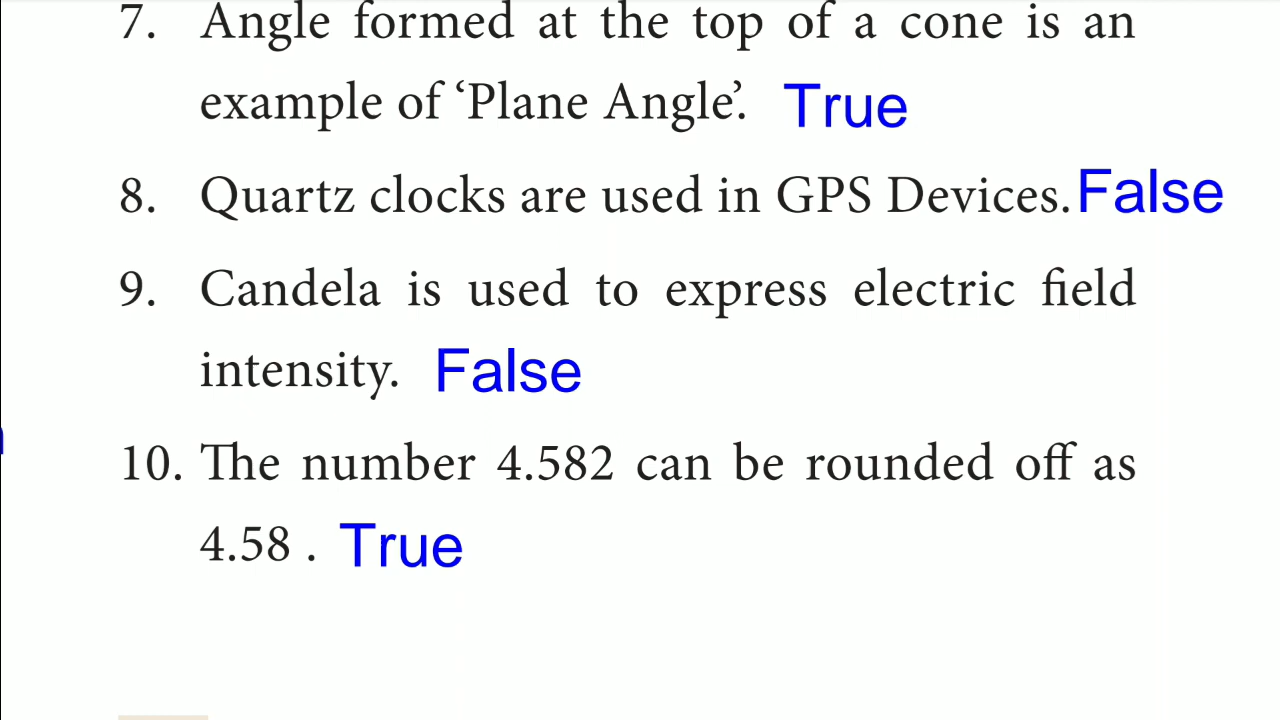 7. Angle formed at the top of a cone is an
example of ‘Plane Angle’. True
8. Quartz clocks are used in GPS Devices. False
9. Candela is used to express electric field
intensity. False
10. The number 4.582 can be rounded off as
4.58 . True